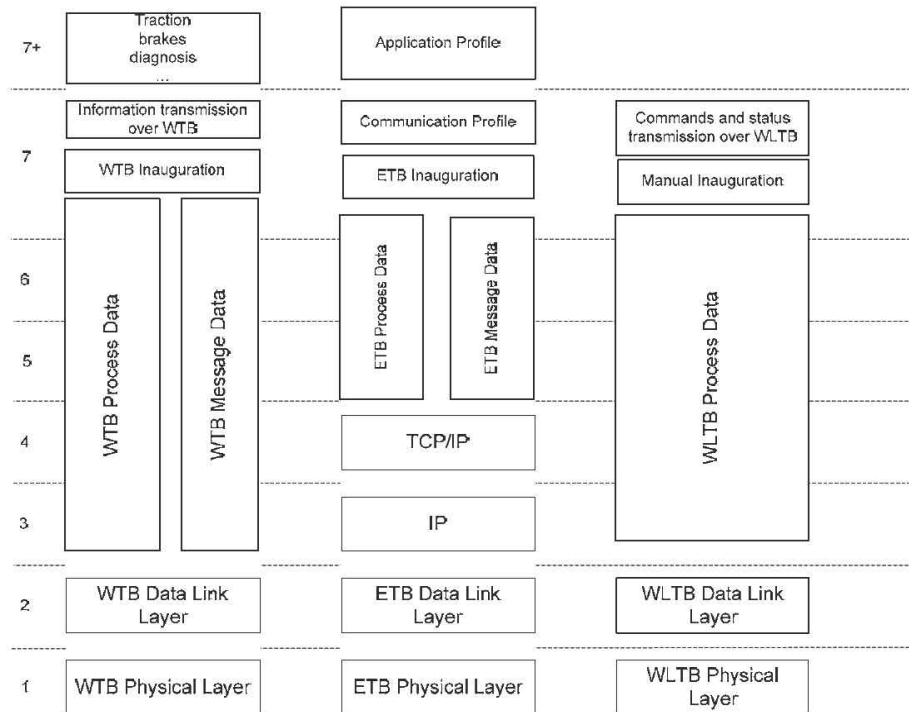 7+
Traction
brakes
diagnosis
...
Application Profile
7
Information transmission
over WTB
Communication Profile
Commands and status
transmission over WLTB
WTB Inauguration
ETB Inauguration
Manual Inauguration
WTB Process Data
WTB Message Data
ETB Process Data
ETB Message Data
WLTB Process Data
6
5
4
TCP/IP
3
IP
2
WTB Data Link
Layer
ETB Data Link
Layer
WLTB Data Link
Layer
1
WTB Physical Layer
ETB Physical Layer
WLTB Physical
Layer